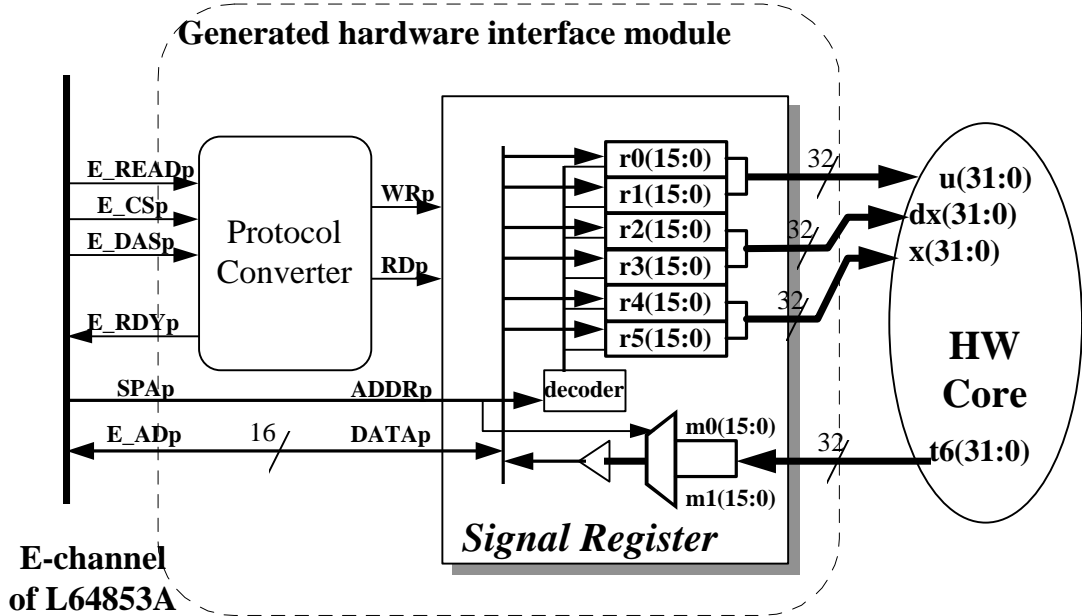 Generated hardware interface module
E_READp
E_CSp
E_DASp
E_RDYp
Protocol
Converter
WRp
RDp
SPAp
ADDRp
E_ADp
16
DATAp
r0(15:0)
r1(15:0)
r2(15:0)
r3(15:0)
r4(15:0)
r5(15:0)
decoder
m0(15:0)
m1(15:0)
Signal Register
32
32
32
32
u(31:0)
dx(31:0)
x(31:0)
HW
Core
t6(31:0)
E-channel
of L64853A